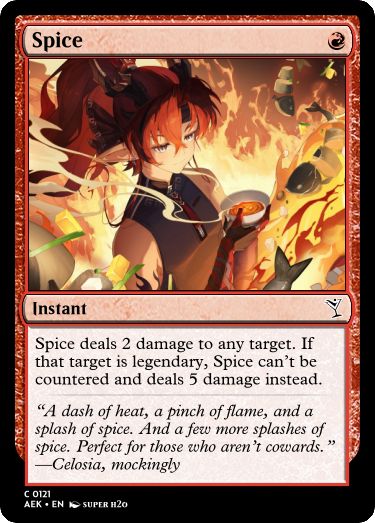 Spice
Instant
Spice deals 2 damage to any target. If
that target is legendary, Spice can't be
countered and deals 5 damage instead.
“A dash of heat, a pinch of flame, and a
splash of spice. And a few more splashes of
spice. Perfect for those who aren't cowards.”
—Celosia, mockingly
C 0121
AEK • EN SUPER H2O